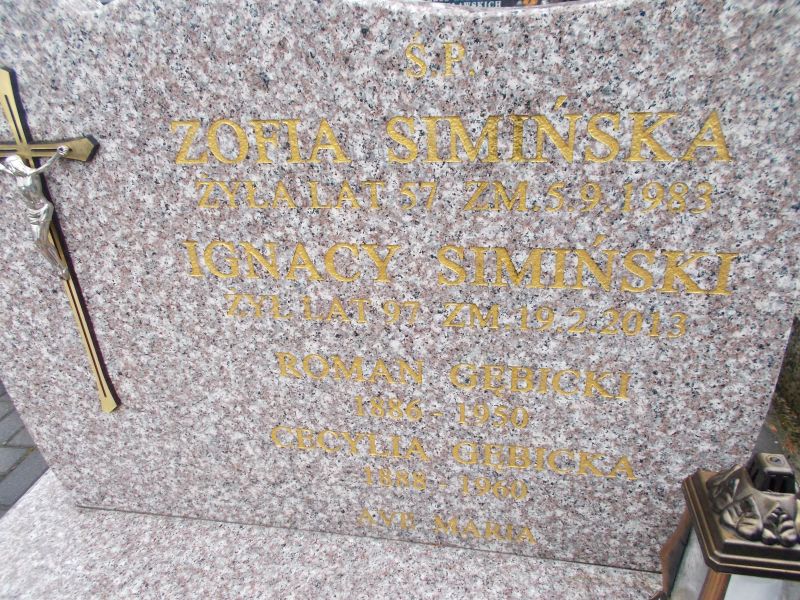 Ś.P.
ZOFIA SIMIŃSKA
ŻYŁA LAT 57 ZM.5.9.1983
IGNACY SIMIŃSKI
ŻYŁ LAT 97 ZM.19.2.2013
ROMAN GĘBICKI
1886 - 1950
CECYLIA GĘBICKA
1888 - 1960
AVE MARIA